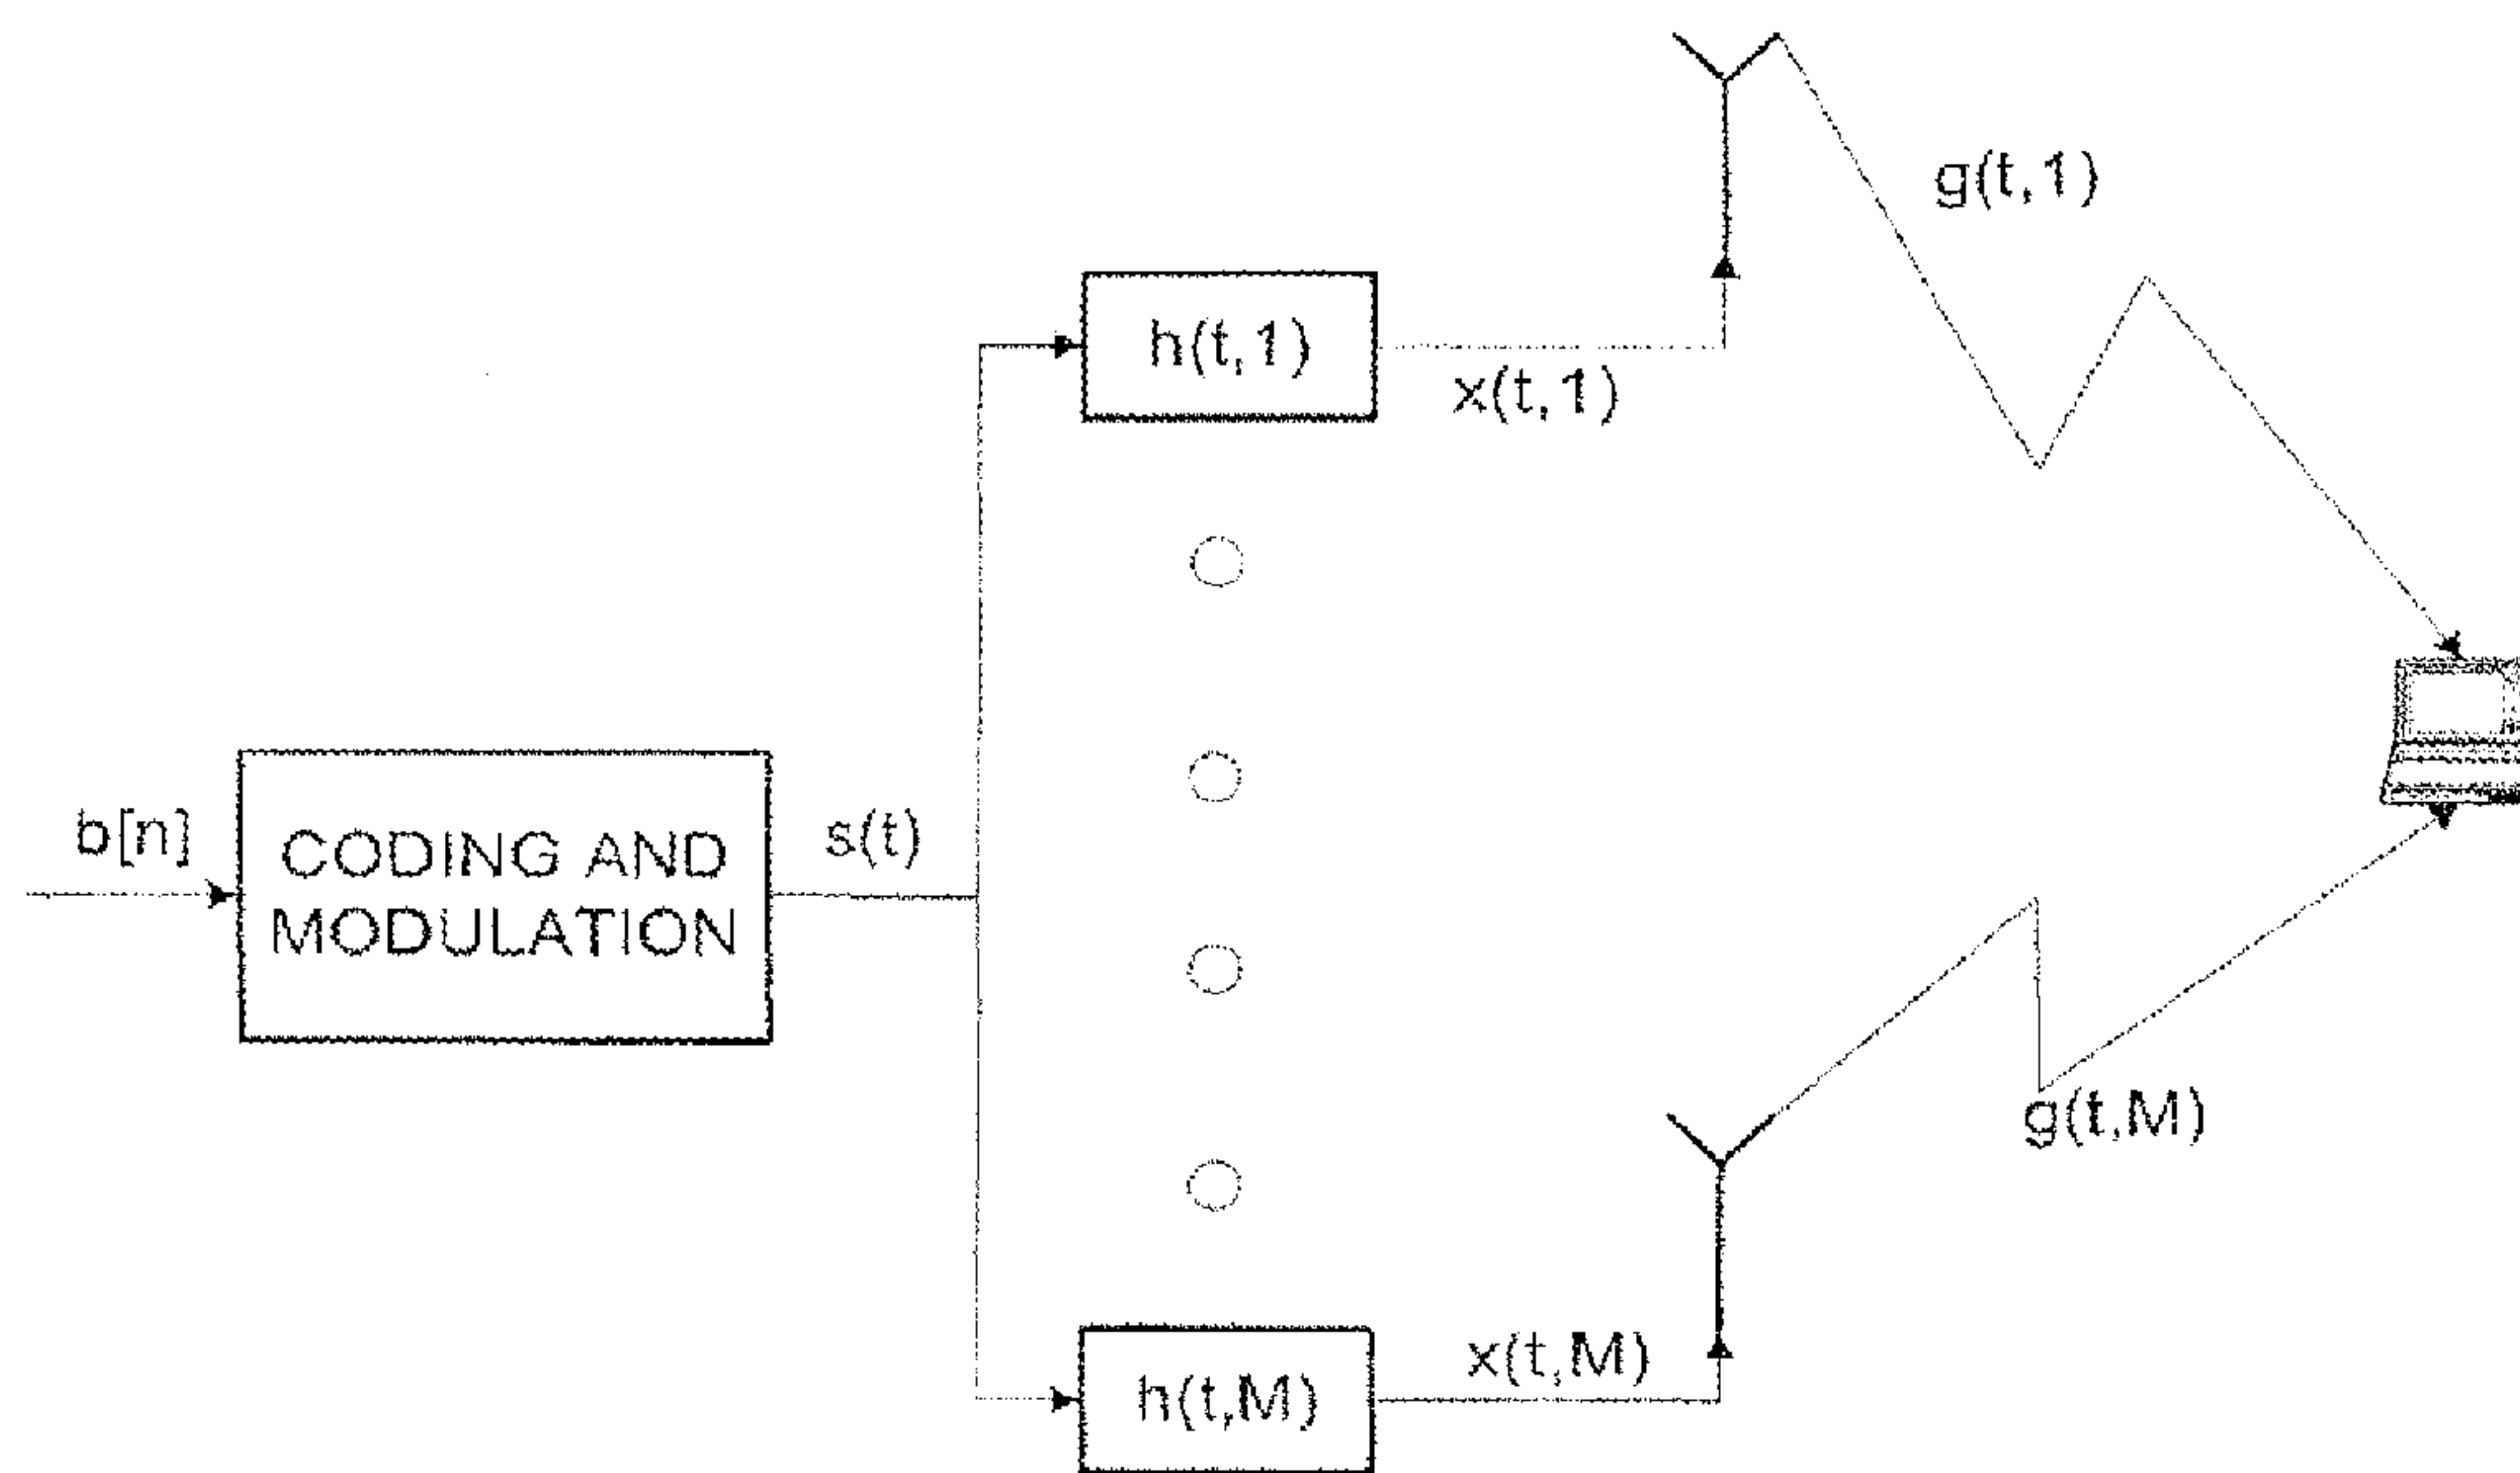 g(t,1)
h(t,1)
x(t,1)
b[n]
CODING AND
MODULATION
s(t)
g(t,M)
x(t,M)
h(t,M)